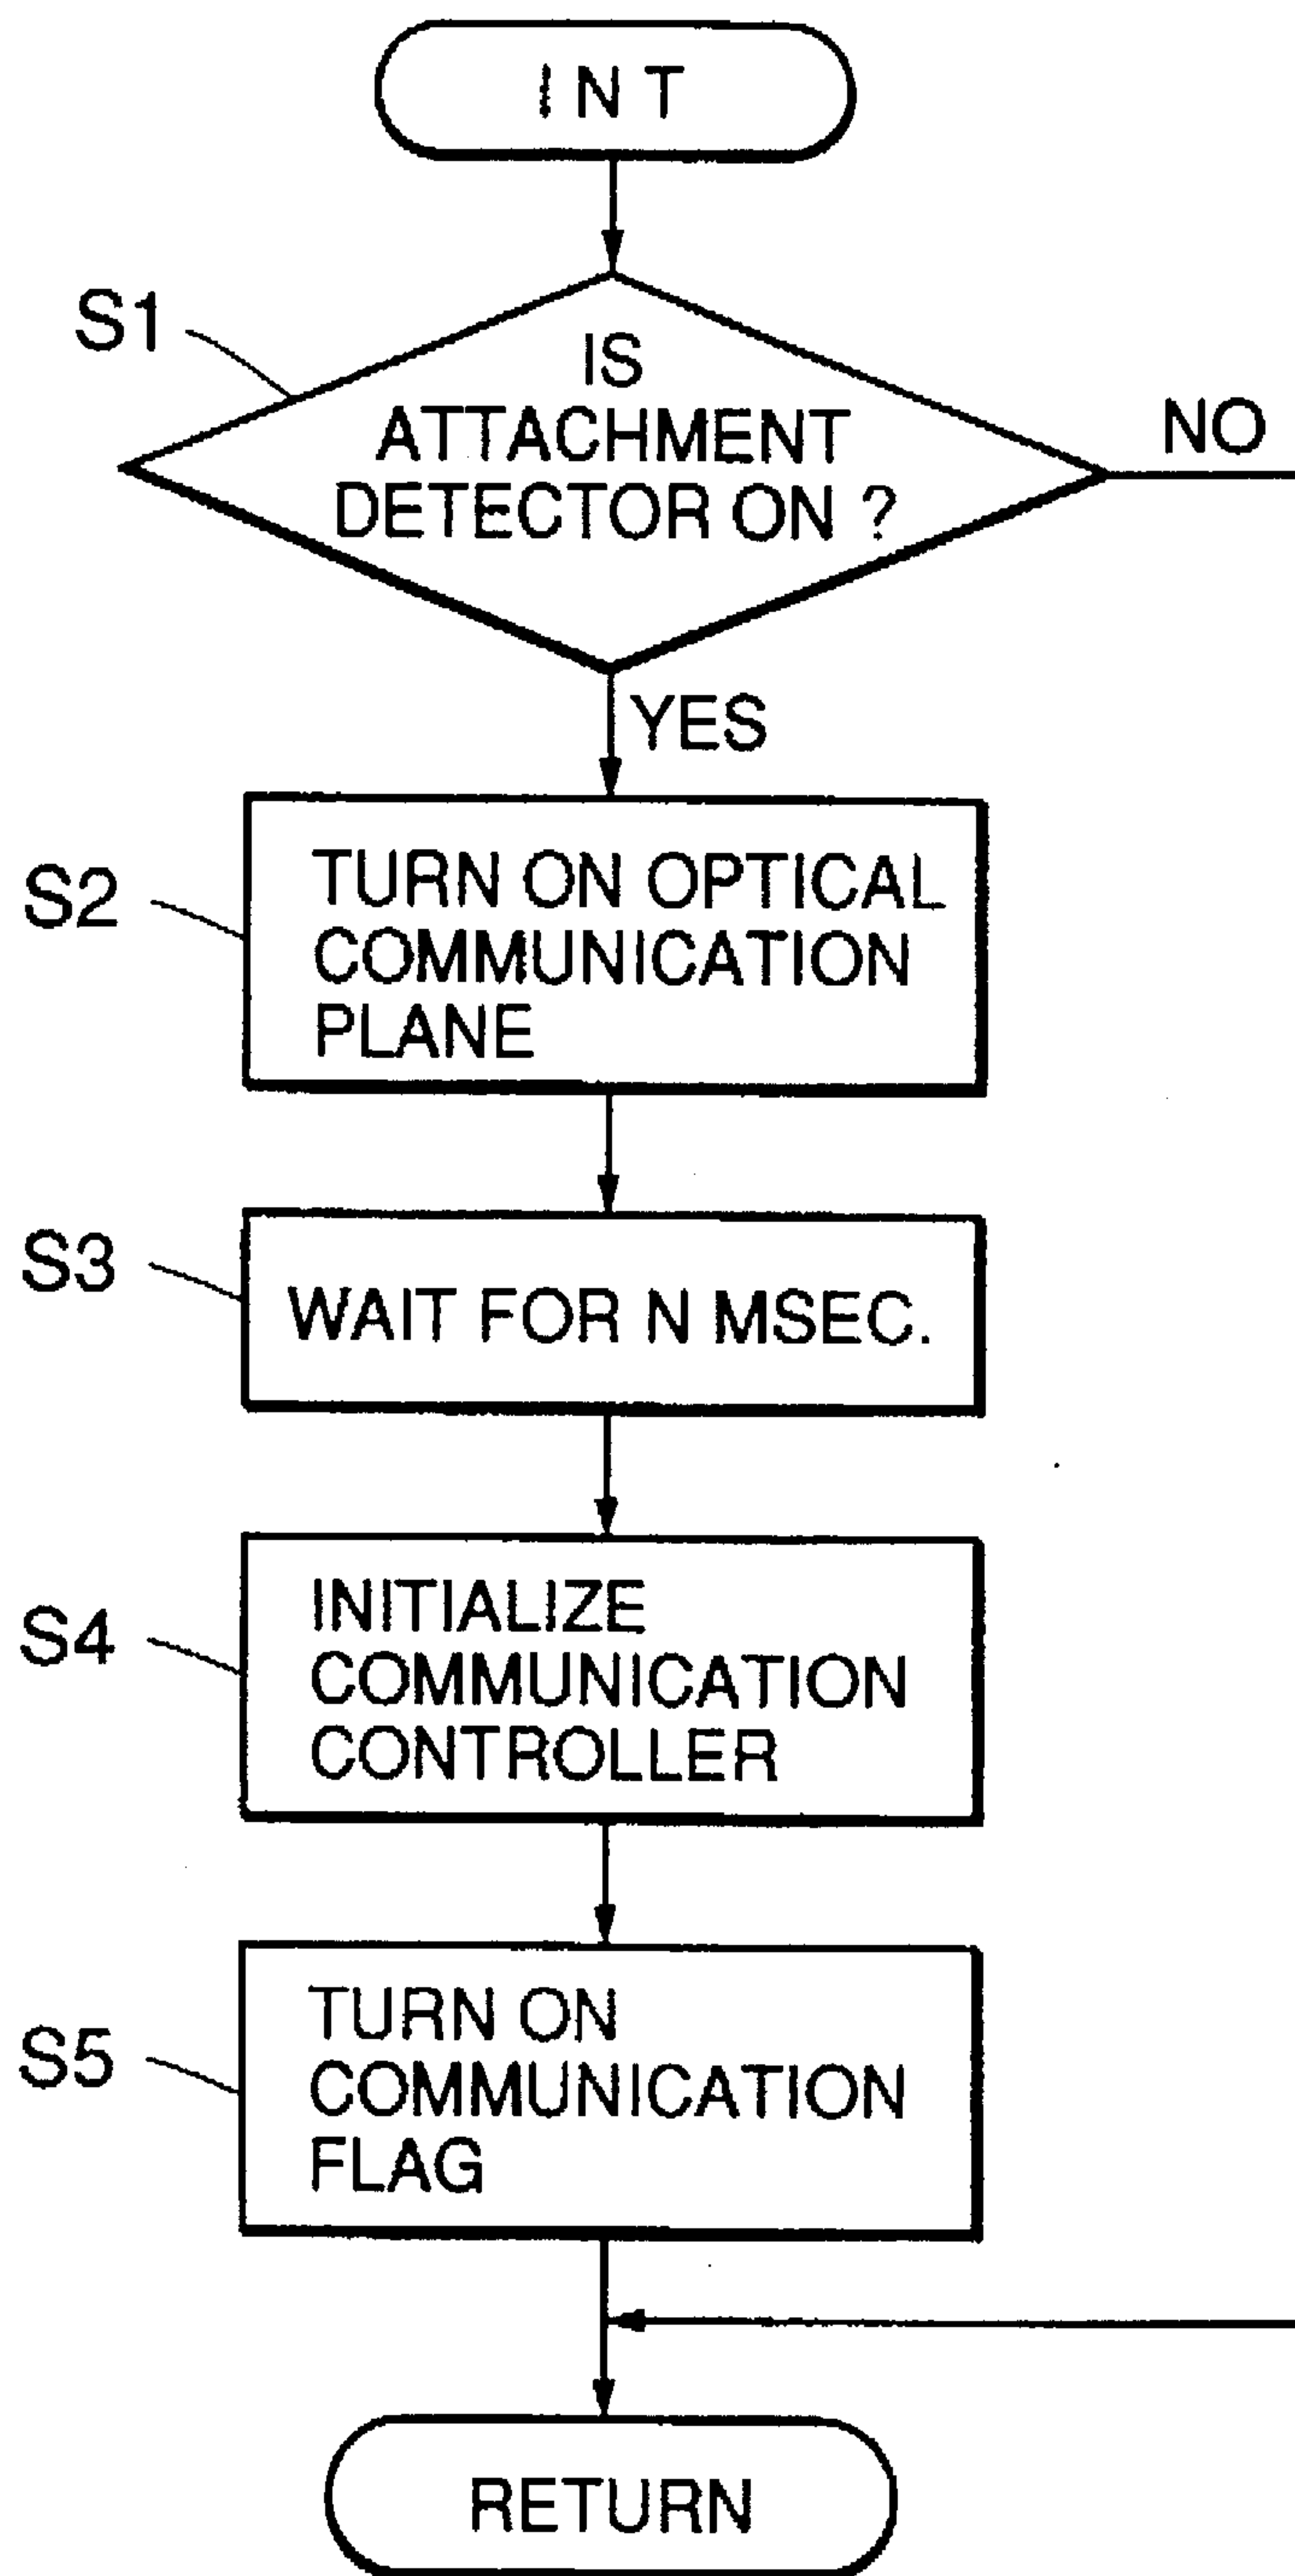 INT
S1
IS
ATTACHMENT
DETECTOR ON ?
NO
YES
S2
TURN ON OPTICAL
COMMUNICATION
PLANE
S3
WAIT FOR N MSEC.
S4
INITIALIZE
COMMUNICATION
CONTROLLER
S5
TURN ON
COMMUNICATION
FLAG
RETURN